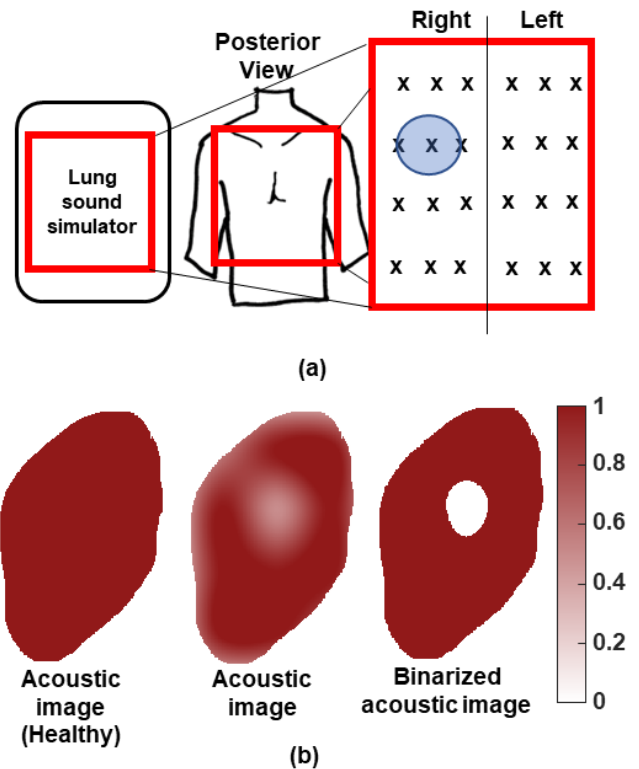 Right Left
Posterior
View
x x x x x x
Lung
sound
simulator
x x x x x x
x x x x x x
x x x x x x
(a)
1
0.8
0.6
0.4
0.2
0
Acoustic
image
(Healthy)
Acoustic
image
Binarized
acoustic image
(b)